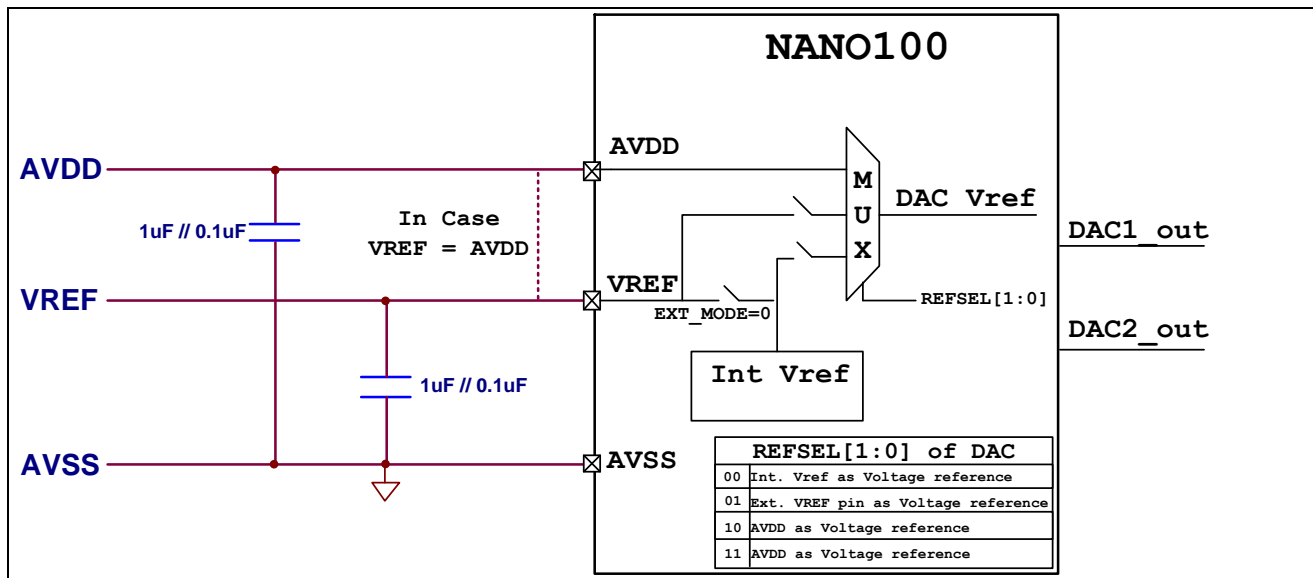 NANO100
AVDD
AVDD
1uF // 0.1uF
In Case
VREF = AVDD
M
U
X
DAC Vref
DAC1_out
VREF
VREF
EXT_MODE=0
REFSEL[1:0]
DAC2_out
Int Vref
1uF // 0.1uF
AVSS
AVSS
REFSEL[1:0] of DAC
00 Int. Vref as Voltage reference
01 Ext. VREF pin as Voltage reference
10 AVDD as Voltage reference
11 AVDD as Voltage reference